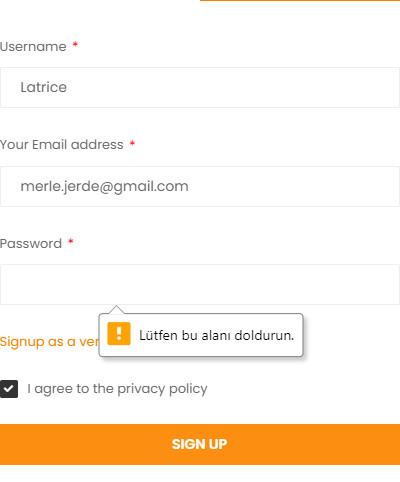 Username *
Latrice
Your Email address *
merle.jerde@gmail.com
Password *
Lütfen bu alanı doldurun.
Signup as a
I agree to the privacy policy
SIGN UP